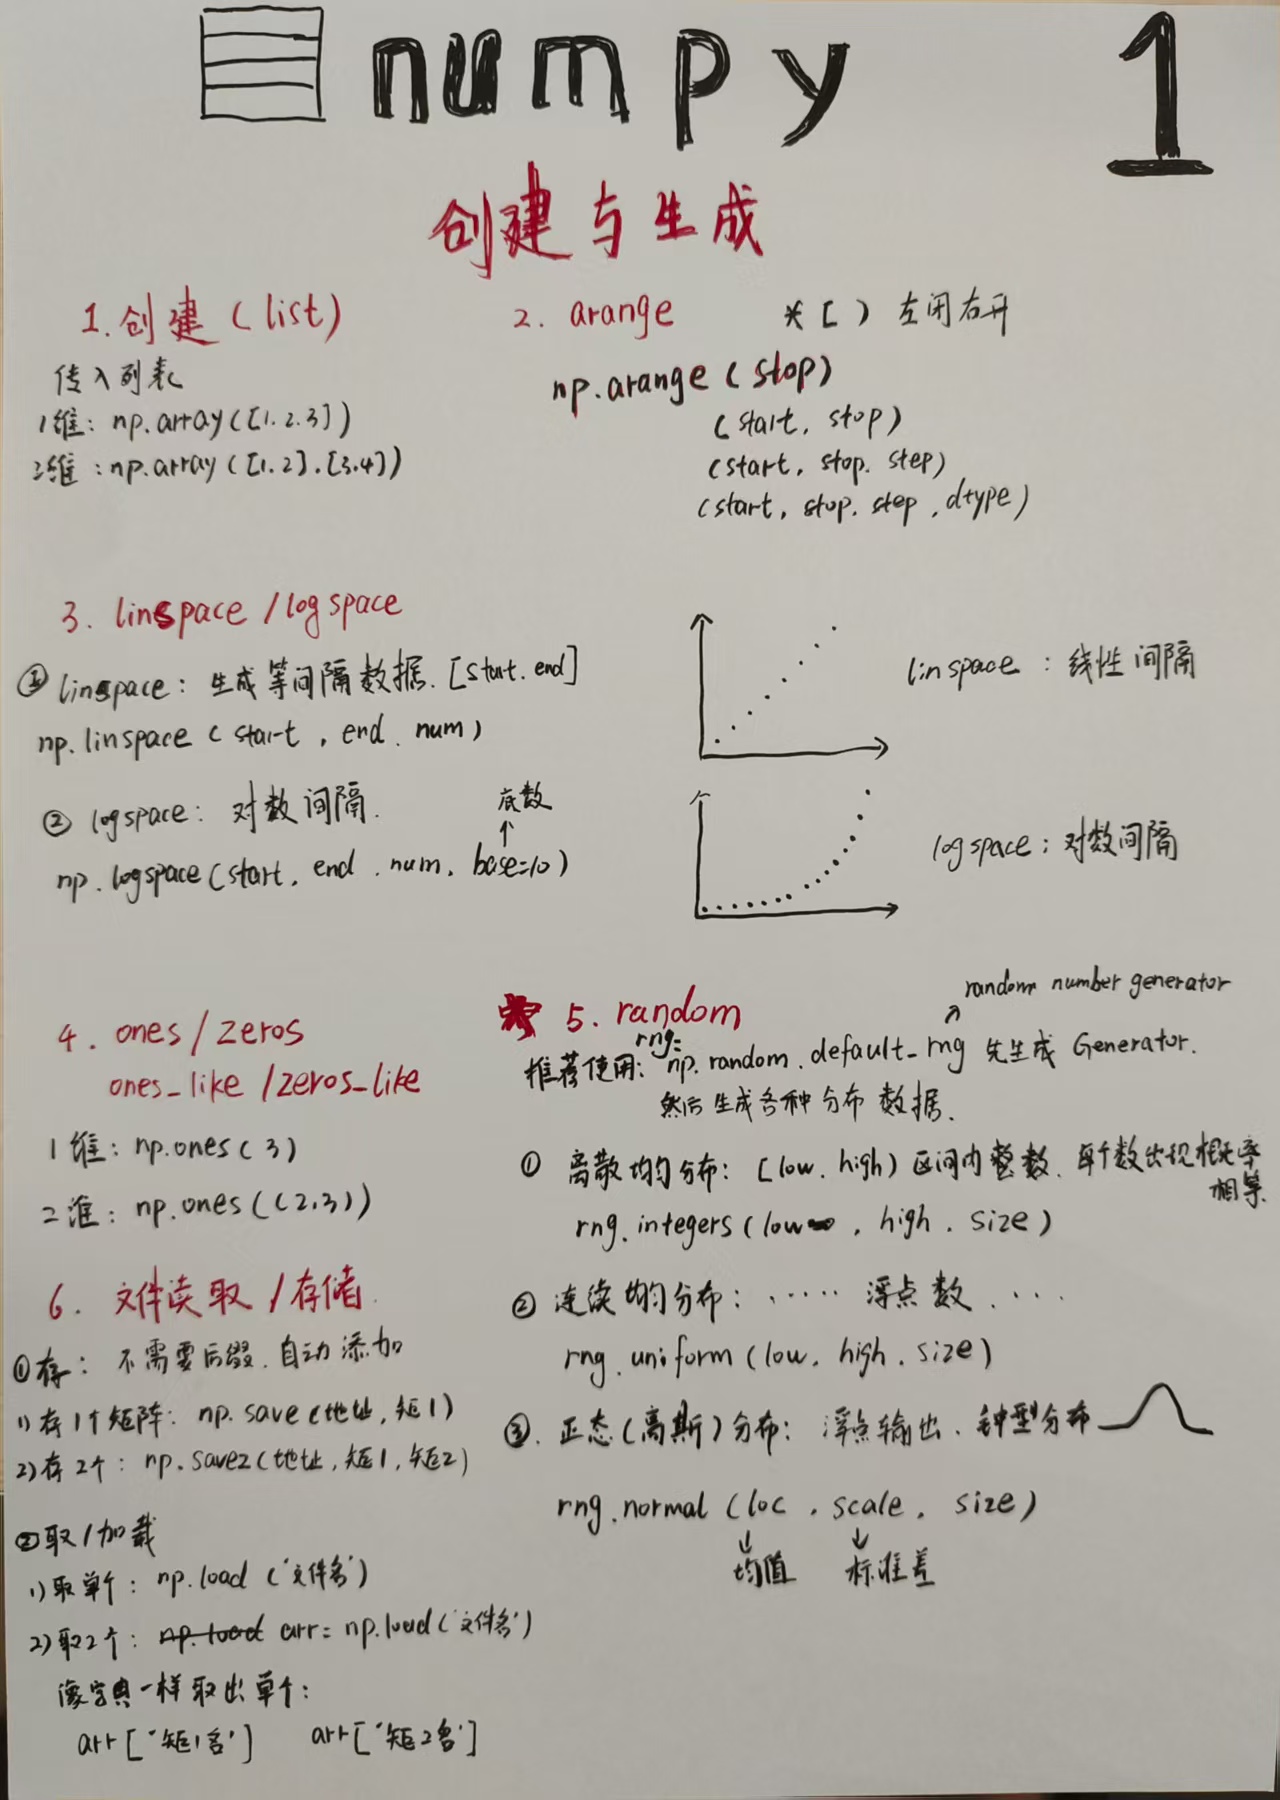 numpy 1
创建与生成
1. 创建 (list)
传入列表
1维: np.array([1.2.3])
2维: np.array([1.2].[3.4])
2. arange * [ ) 左闭右开
np.arange (stop)
(start, stop)
(start, stop. step)
(start, stop. step, dtype)
3. linspace / logspace
① linspace: 生成等间隔数据. [start. end]
np.linspace (start, end. num)
② logspace: 对数间隔.
底数
np.logspace(start, end. num, base=10)
linspace: 线性间隔
logspace: 对数间隔
4. ones / zeros
ones_like / zeros_like
1维: np.ones(3)
二维: np.ones((2,3))
5. random
random number generator
rng=
推荐使用: np.random.default_rng 先生成 Generator.
然后生成各种分布数据.
① 离散均匀分布: [low. high) 区间内整数. 每个数出现概率
相等.
rng.integers(low, high. size)
② 连续均匀分布: ..... 浮点数. ...
rng.uniform(low, high. size)
③. 正态(高斯)分布: 浮点输出. 钟型分布
rng.normal (loc, scale, size)
均值 标准差
6. 文件读取 / 存储
①存: 不需要后缀. 自动添加
1) 存1个矩阵: np.save(地址, 矩1)
2) 存2个: np.savez(地址, 矩1, 矩2)
②取/加载
1) 取单个: np.load ('文件名')
2) 取2个: np.load arr= np.load('文件名')
像字典一样取出单个:
arr['矩1名'] arr['矩2名']